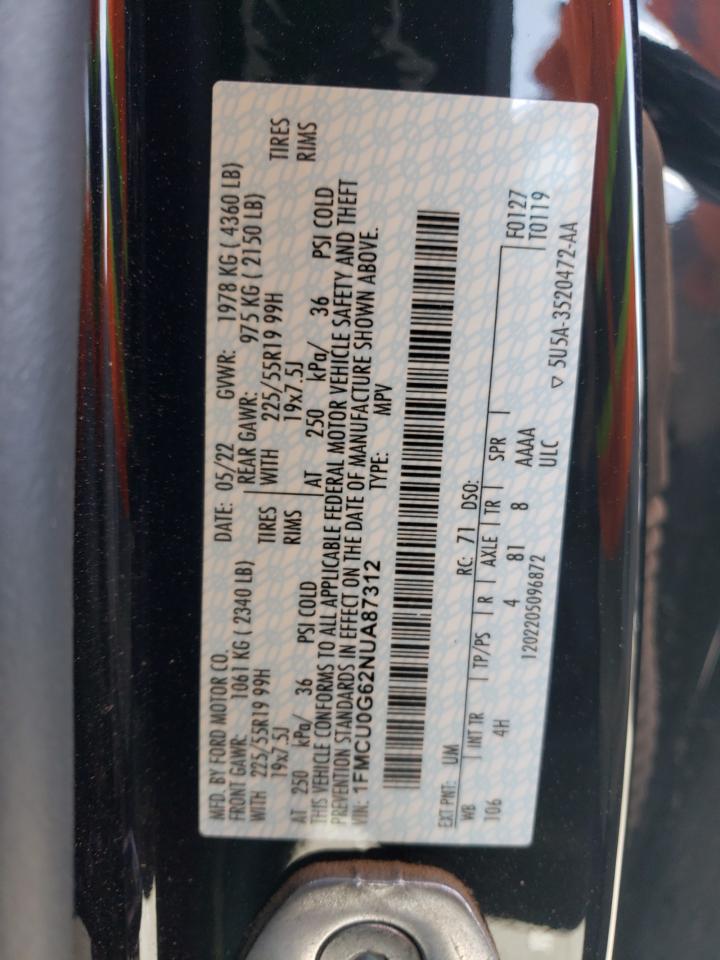 MFD. BY FORD MOTOR CO. DATE: 05/22 GVWR: 1978 KG ( 4360 LB)
FRONT GAWR: 1061 KG ( 2340 LB) REAR GAWR: 975 KG ( 2150 LB)
WITH 225/55R19 99H TIRES WITH 225/55R19 99H TIRES
19x7.5J RIMS 19x7.5J RIMS
AT 250 kPa/ 36 PSI COLD AT 250 kPa/ 36 PSI COLD
THIS VEHICLE CONFORMS TO ALL APPLICABLE FEDERAL MOTOR VEHICLE SAFETY AND THEFT
PREVENTION STANDARDS IN EFFECT ON THE DATE OF MANUFACTURE SHOWN ABOVE.
VIN: 1FMCU0G62NUA87312 TYPE: MPV
EXT PNT: UM RC: 71 DSO: F0127
WB INT TR TP/PS R AXLE TR SPR T0119
106 4H 4 81 8 AAAA
1202205096872 ULC
▽ 5U5A-3520472-AA